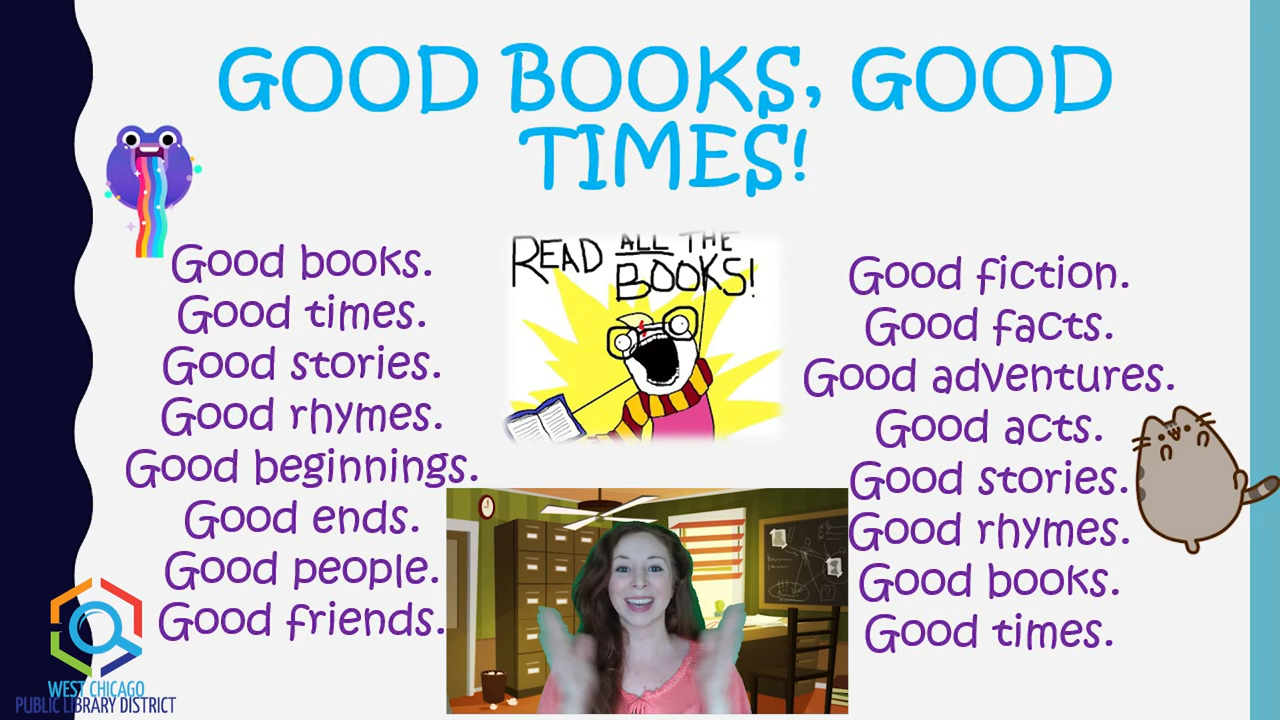 GOOD BOOKS, GOOD
TIMES!
Good books.
Good times.
Good stories.
Good rhymes.
Good beginnings.
Good ends.
Good people.
Good friends.
READ ALL THE
BOOKS!
Good fiction.
Good facts.
Good adventures.
Good acts.
Good stories.
Good rhymes.
Good books.
Good times.
WEST CHICAGO
PUBLIC LIBRARY DISTRICT